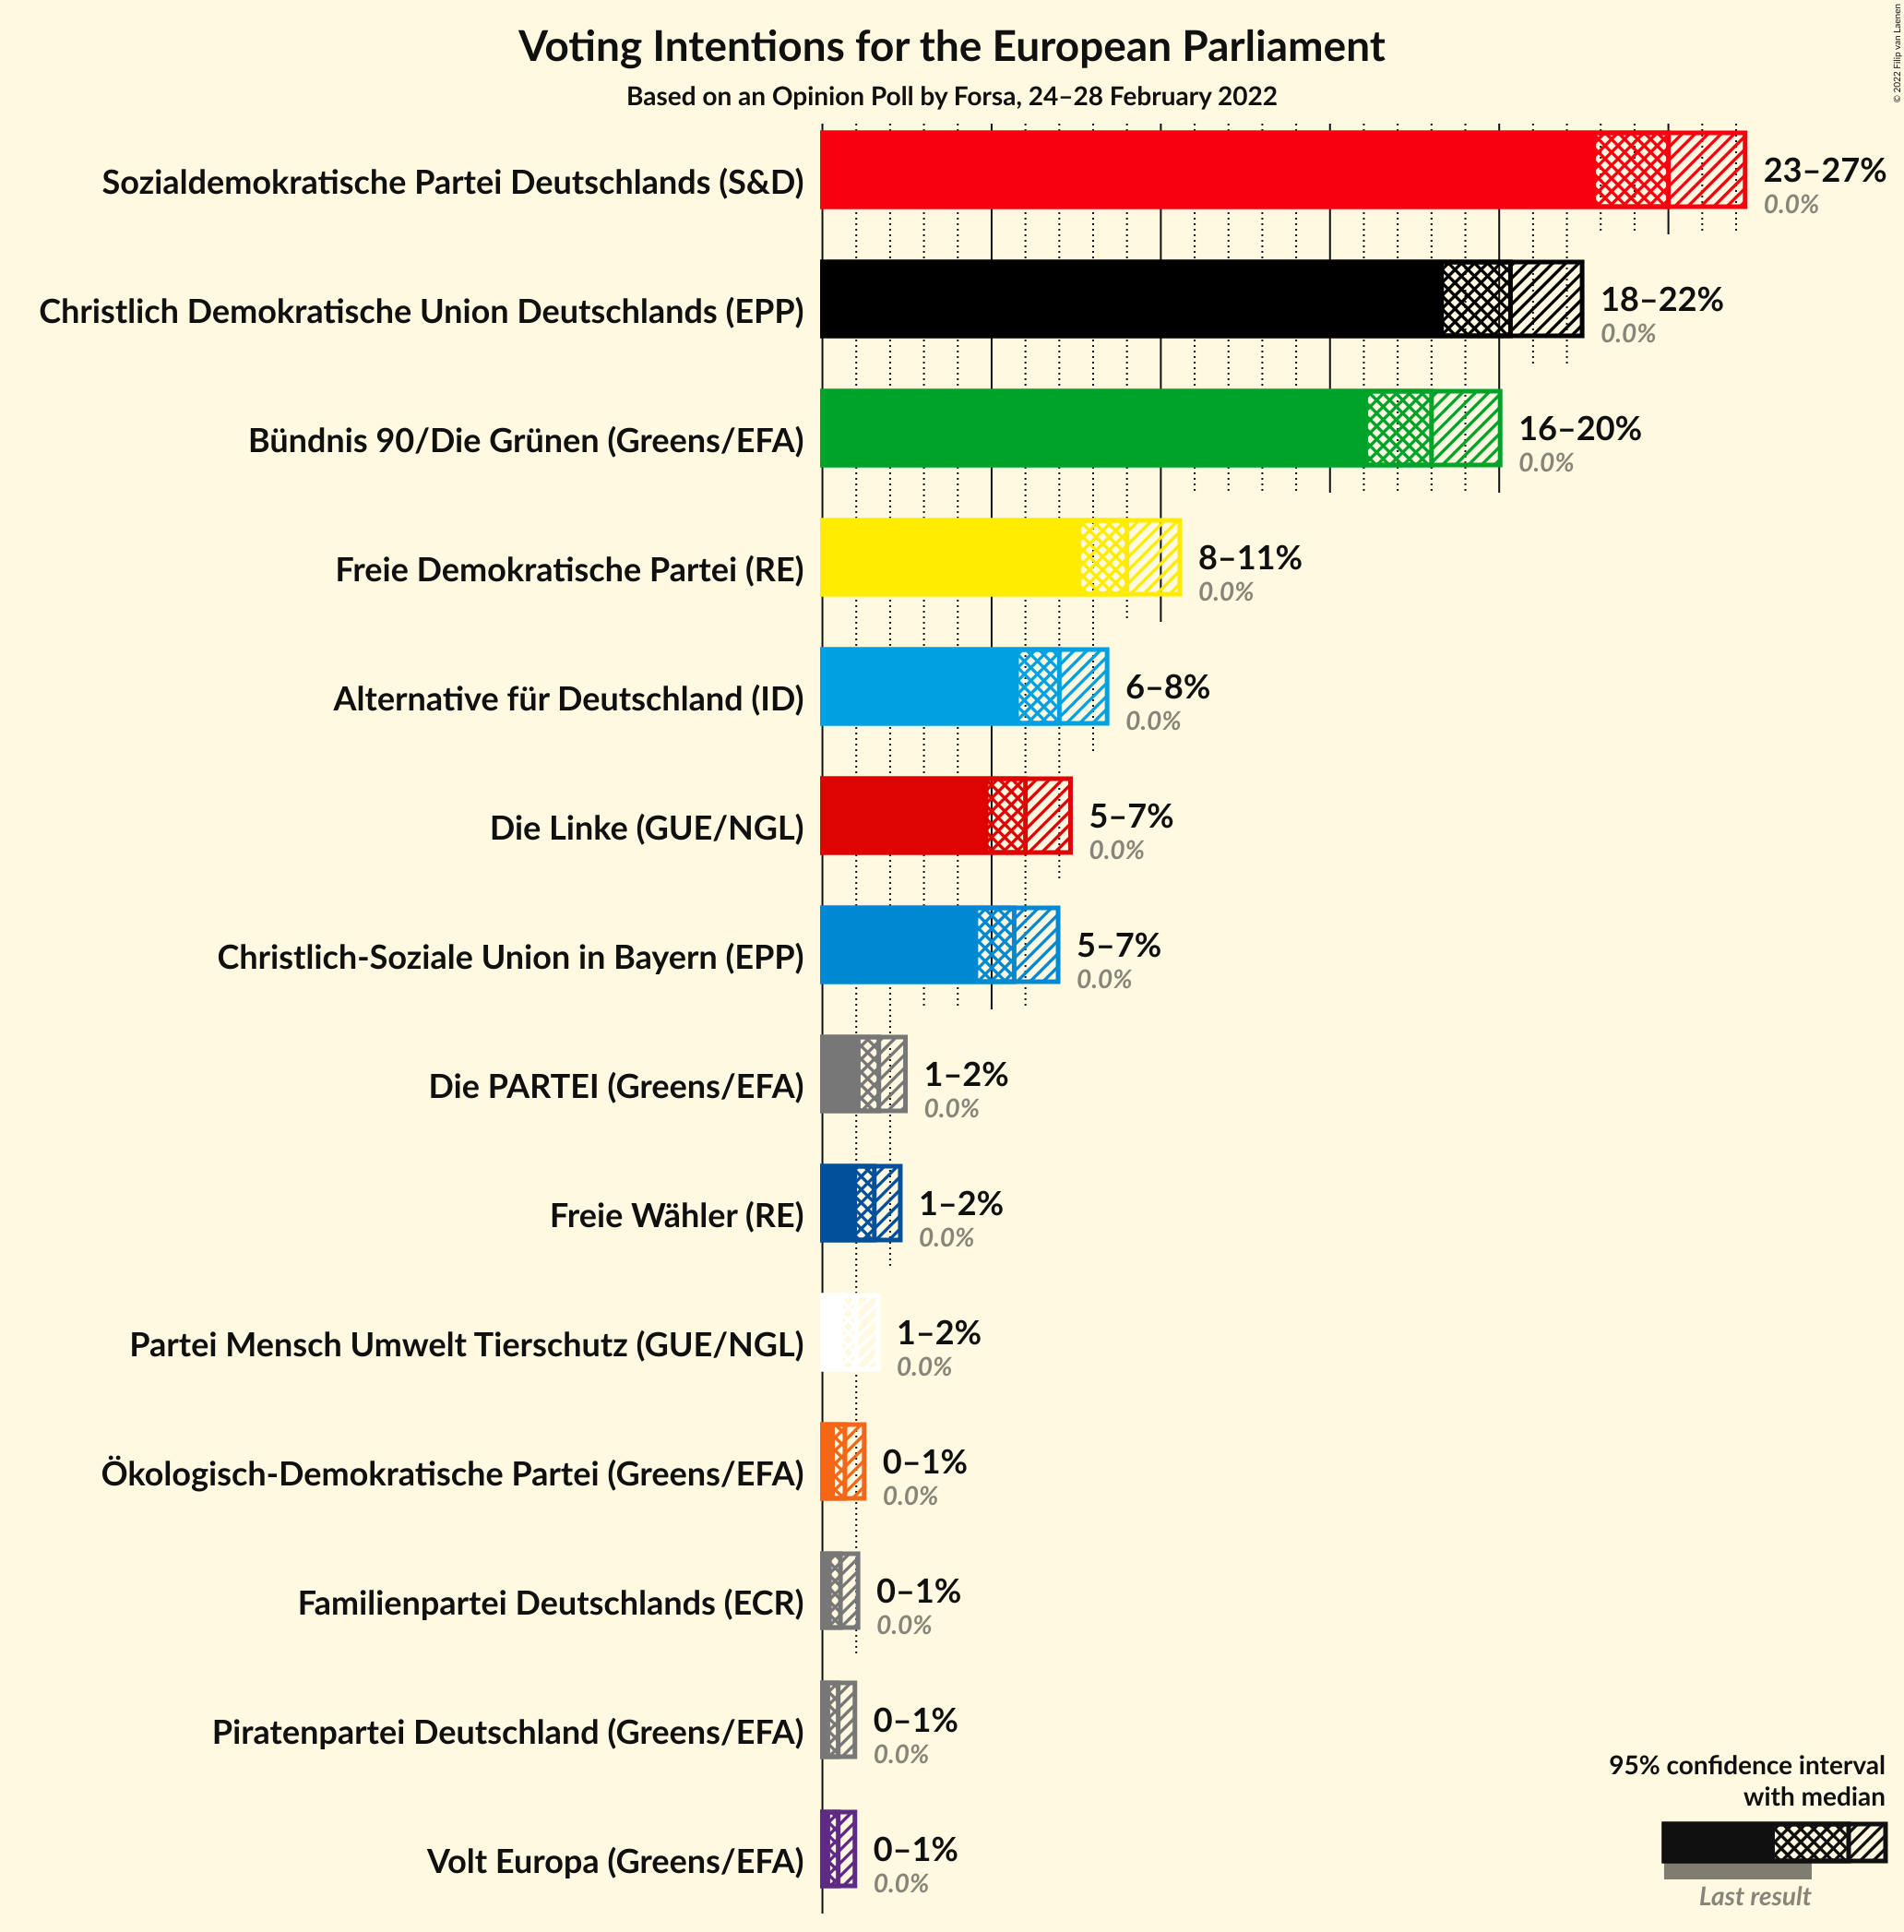 Voting Intentions for the European Parliament
Based on an Opinion Poll by Forsa, 24–28 February 2022
© 2022 Filip van Laenen
Sozialdemokratische Partei Deutschlands (S&D)
23–27%
0.0%
Christlich Demokratische Union Deutschlands (EPP)
18–22%
0.0%
Bündnis 90/Die Grünen (Greens/EFA)
16–20%
0.0%
Freie Demokratische Partei (RE)
8–11%
0.0%
Alternative für Deutschland (ID)
6–8%
0.0%
Die Linke (GUE/NGL)
5–7%
0.0%
Christlich-Soziale Union in Bayern (EPP)
5–7%
0.0%
Die PARTEI (Greens/EFA)
1–2%
0.0%
Freie Wähler (RE)
1–2%
0.0%
Partei Mensch Umwelt Tierschutz (GUE/NGL)
1–2%
0.0%
Ökologisch-Demokratische Partei (Greens/EFA)
0–1%
0.0%
Familienpartei Deutschlands (ECR)
0–1%
0.0%
Piratenpartei Deutschland (Greens/EFA)
0–1%
0.0%
Volt Europa (Greens/EFA)
0–1%
0.0%
95% confidence interval
with median
Last result